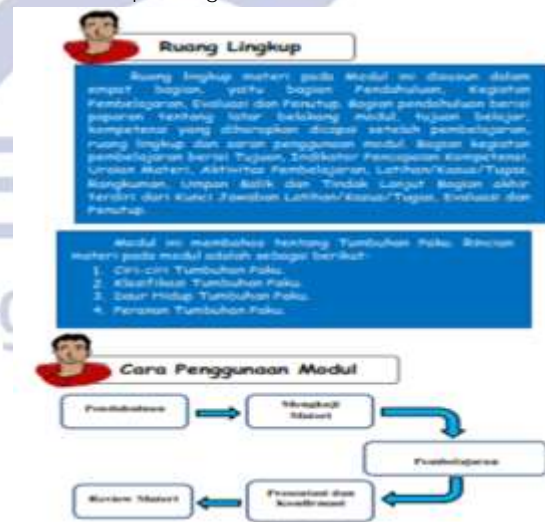 Ruang Lingkup
Ruang lingkup materi pada Modul ini disusun dalam
empat bagian, yaitu bagian Pendahuluan, Kegiatan
Pembelajaran, Evaluasi dan Penutup. Bagian pendahuluan berisi
paparan tentang latar belakang modul, tujuan belajar,
kompetensi yang diharapkan dicapai setelah pembelajaran,
ruang lingkup dan saran penggunaan modul. Bagian kegiatan
pembelajaran berisi Tujuan, Indikator Pencapaian Kompetensi,
Uraian Materi, Aktivitas Pembelajaran, Latihan/Kasus/Tugas,
Rangkuman, Umpan Balik dan Tindak Lanjut Bagian akhir
terdiri dari Kunci Jawaban Latihan/Kasus/Tugas, Evaluasi dan
Penutup.
Modul ini membahas tentang Tumbuhan Paku. Rincian
materi pada modul adalah sebagai berikut:
1. Ciri-ciri Tumbuhan Paku.
2. Klasifikasi Tumbuhan Paku.
3. Daur Hidup Tumbuhan Paku.
4. Peranan Tumbuhan Paku.
Cara Penggunaan Modul
Pendahuluan
Mengkaji
Materi
Pembelajaran
Presentasi dan
Konfirmasi
Review Materi